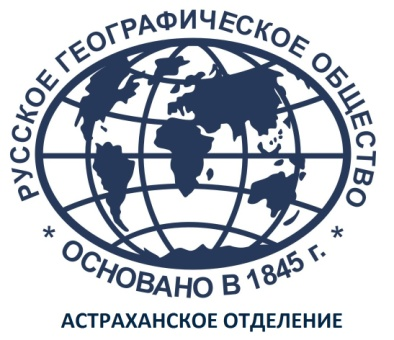 РУССКОЕ ГЕОГРАФИЧЕСКОЕ ОБЩЕСТВО
* ОСНОВАНО В 1845 г. *
АСТРАХАНСКОЕ ОТДЕЛЕНИЕ